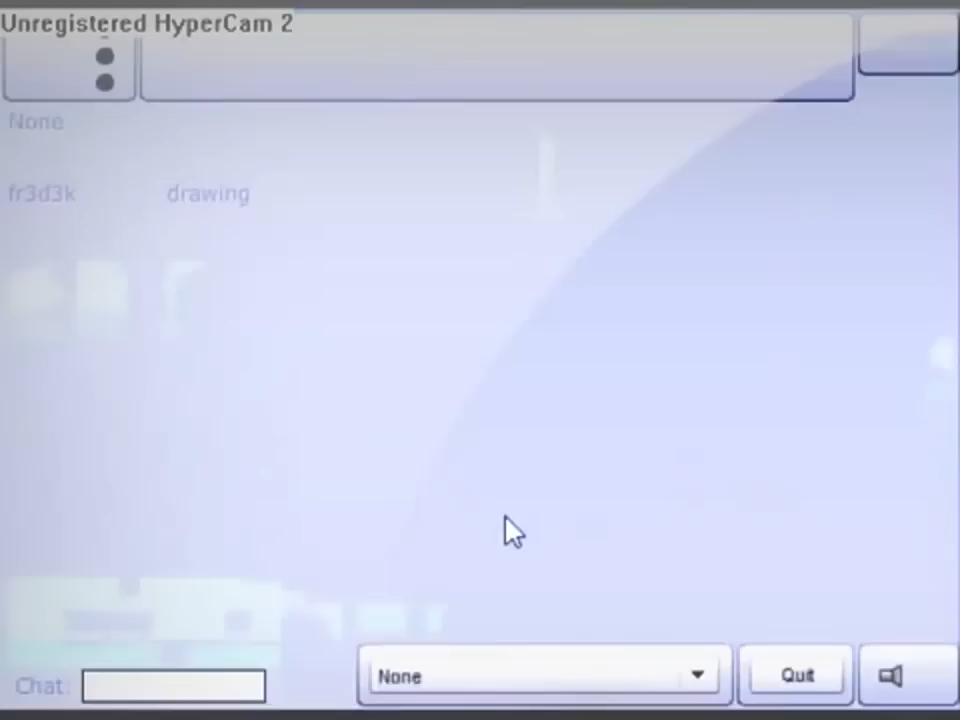 Unregistered HyperCam 2
None
fr3d3k drawing
Chat:
None
Quit